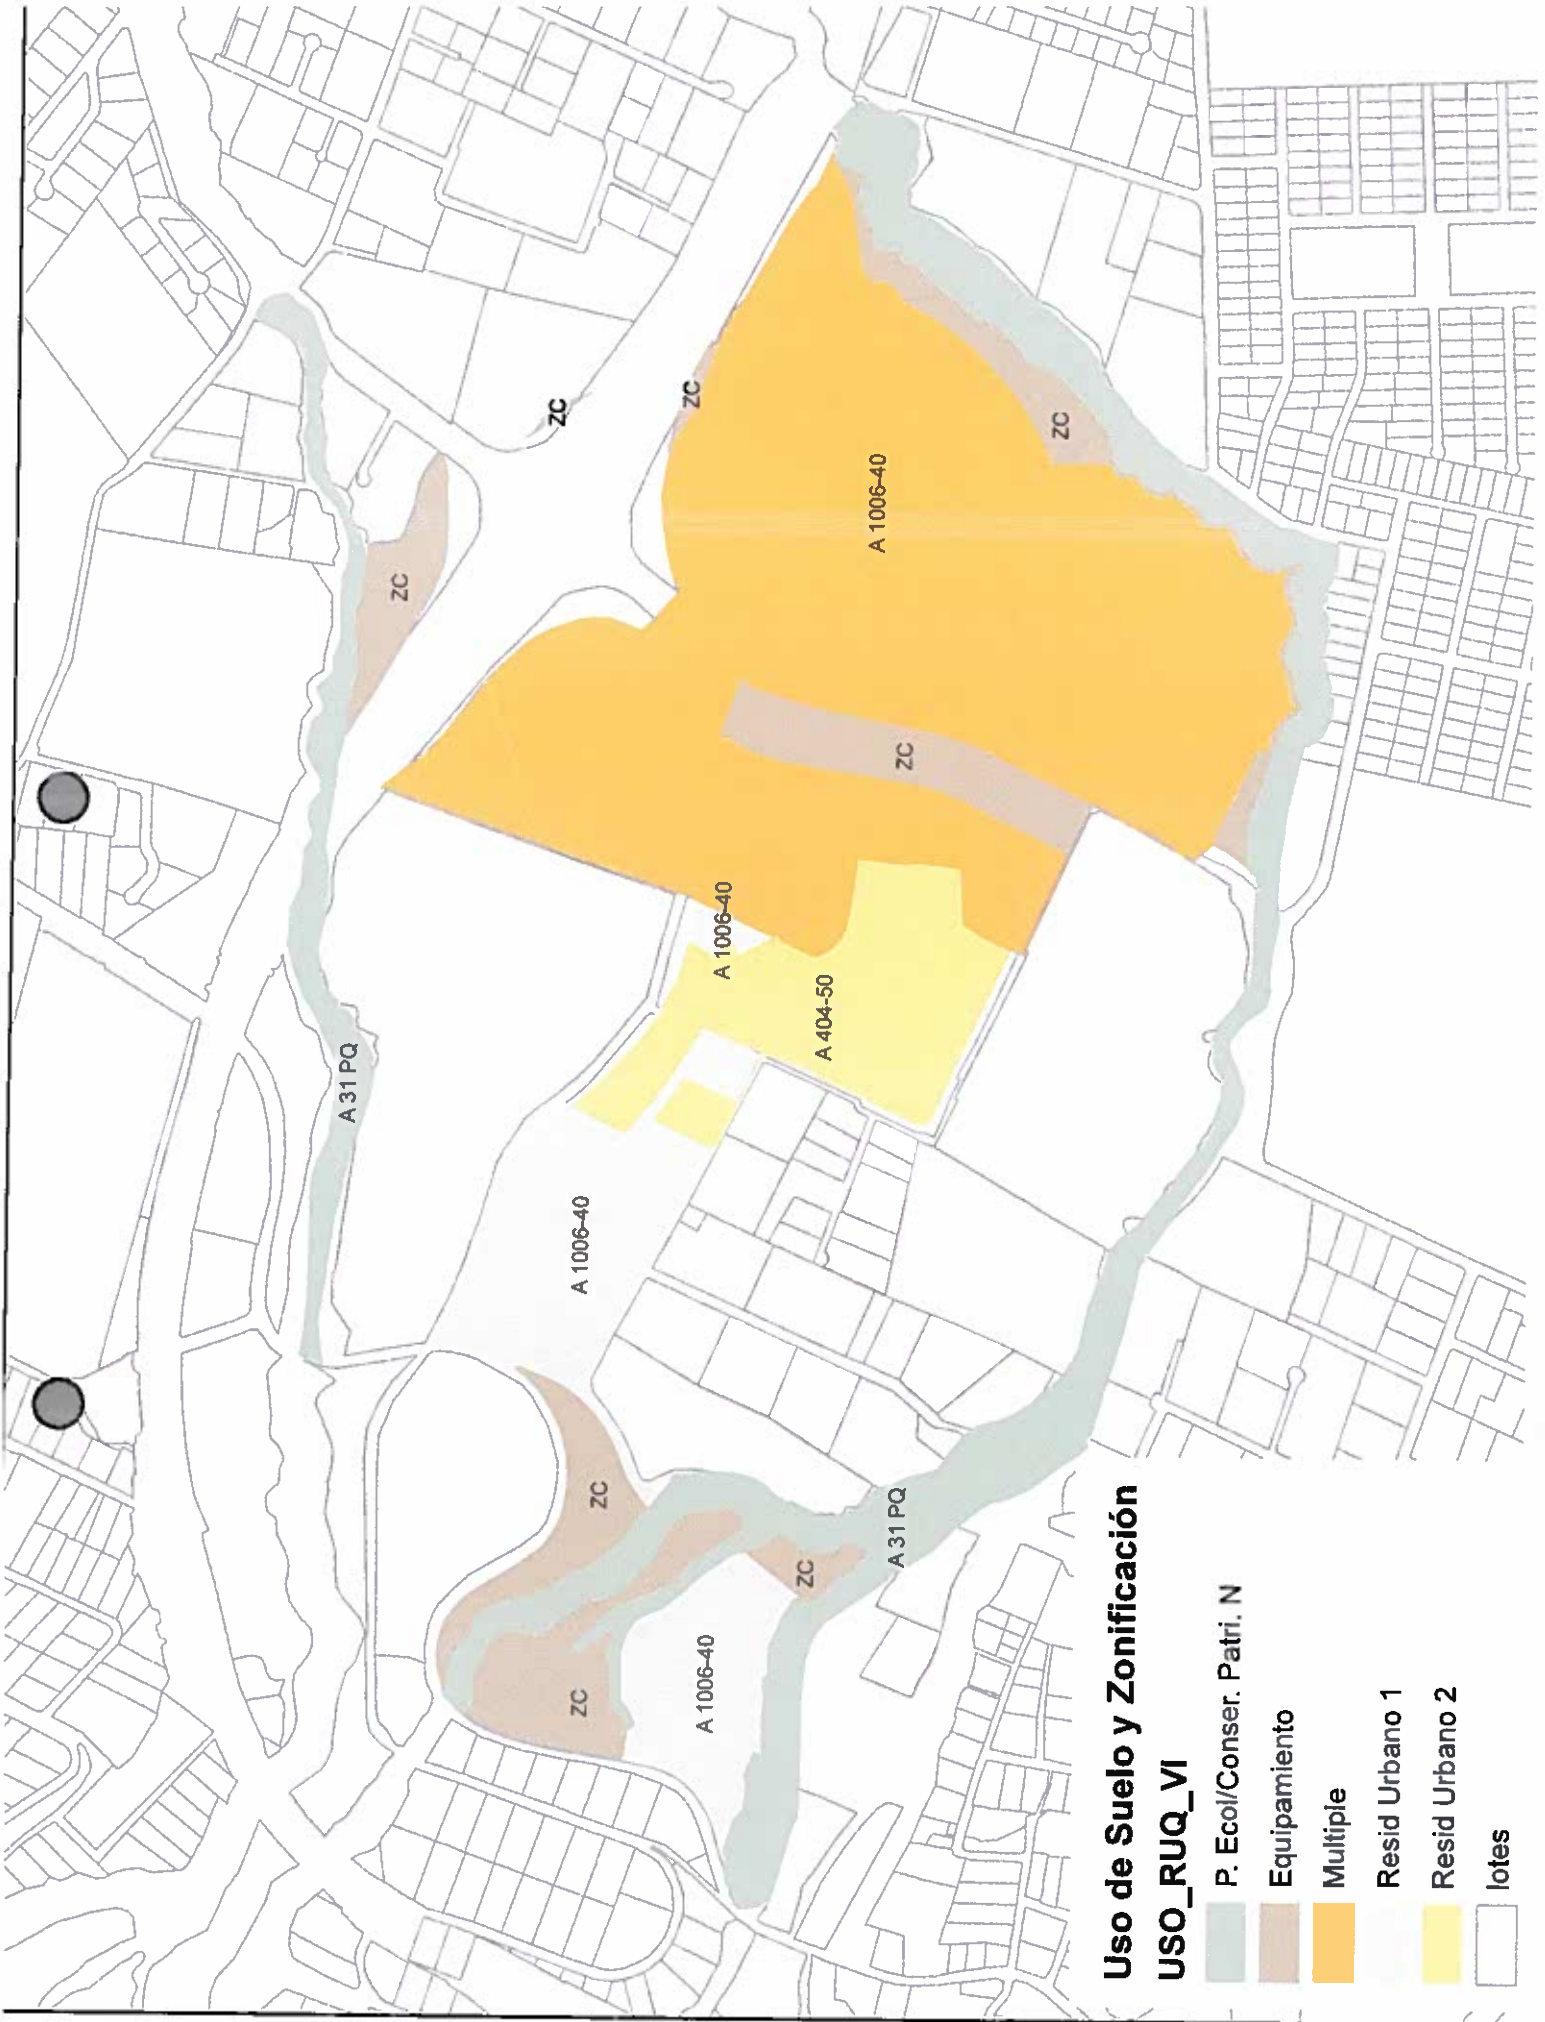 ZC
ZC
ZC
ZC
A 1006-40
ZC
A 1006-40
A 404-50
A 31 PQ
A 1006-40
ZC
A 31 PQ
ZC
ZC
A 1006-40
Uso de Suelo y Zonificación
USO_RUQ_VI
P. Ecol/Conser. Patri. N
Equipamiento
Multiple
Resid Urbano 1
Resid Urbano 2
lotes